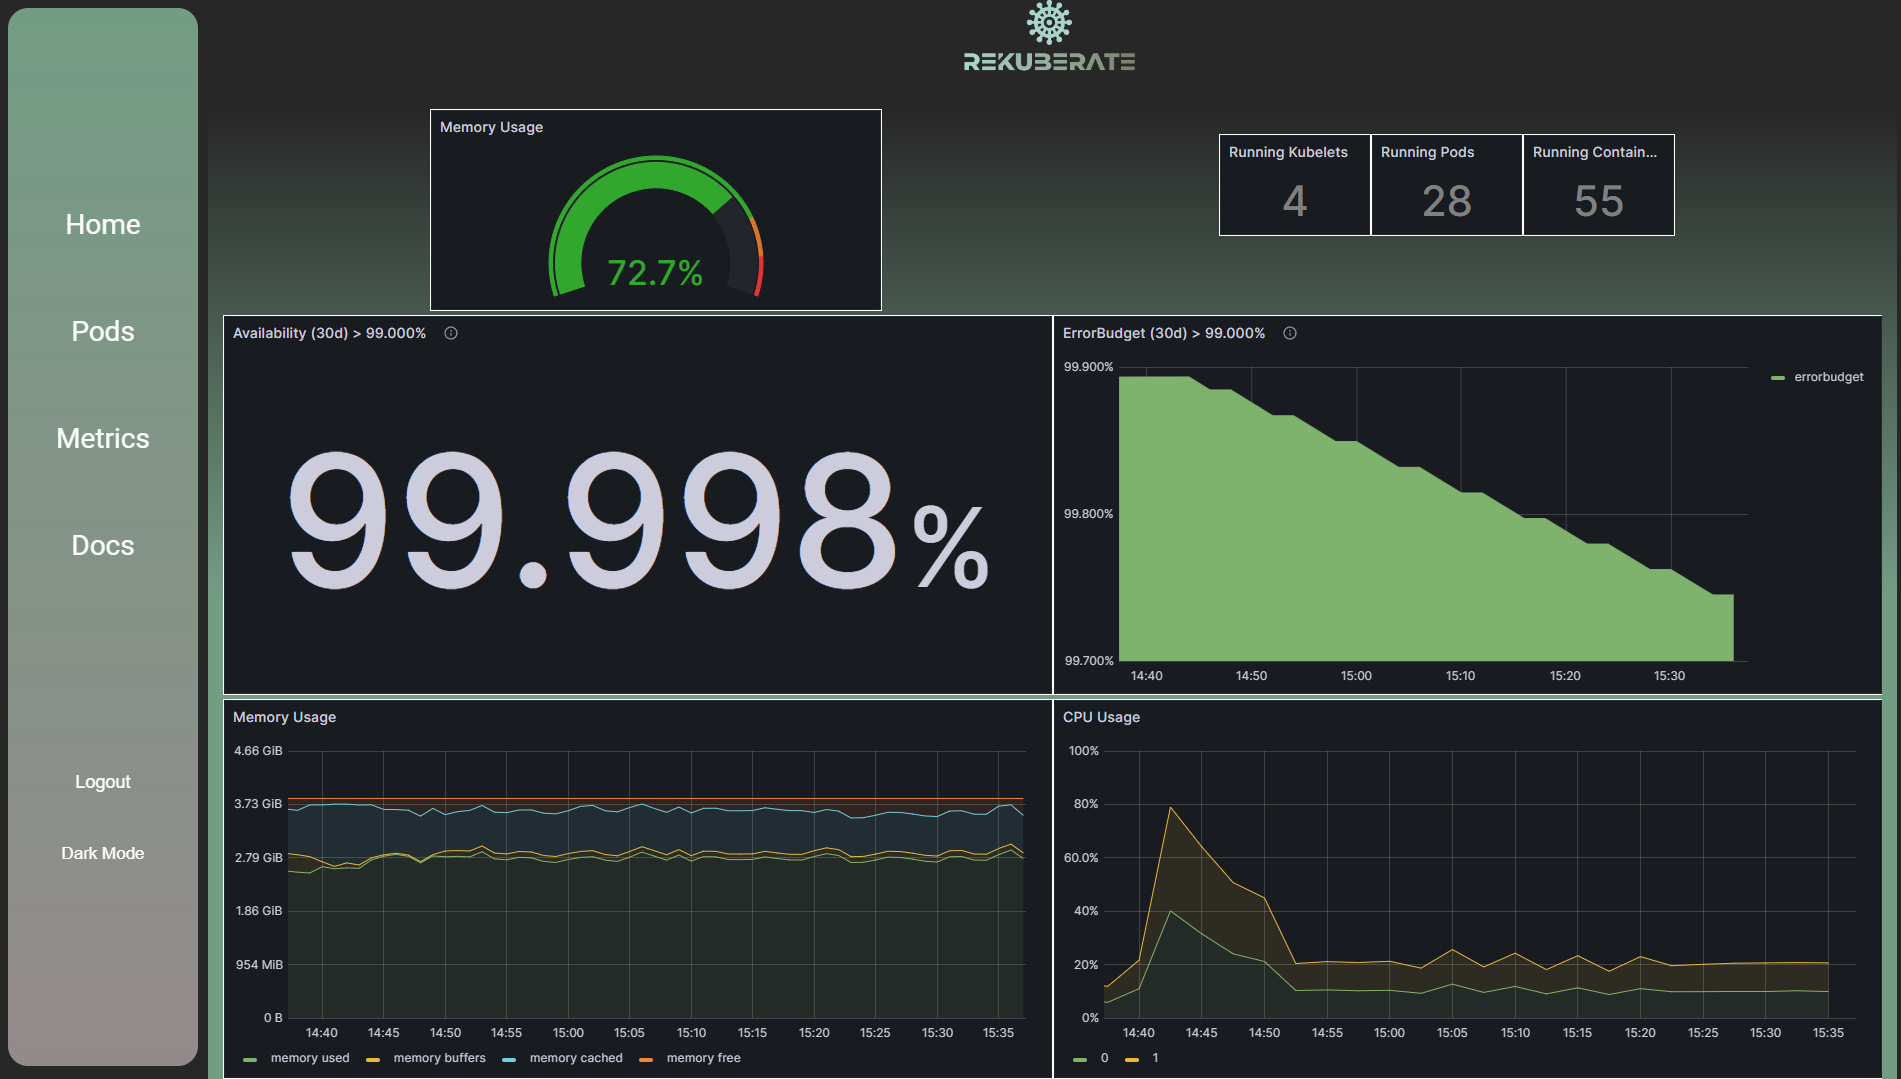 REKUBERATE
Home
Pods
Metrics
Docs
Logout
Dark Mode
Memory Usage
72.7%
Running Kubelets
4
Running Pods
28
Running Contain...
55
Availability (30d) > 99.000%
99.998%
ErrorBudget (30d) > 99.000%
99.900%
99.800%
99.700%
14:40 14:50 15:00 15:10 15:20 15:30
errorbudget
Memory Usage
4.66 GiB
3.73 GiB
2.79 GiB
1.86 GiB
954 MiB
0 B
14:40 14:45 14:50 14:55 15:00 15:05 15:10 15:15 15:20 15:25 15:30 15:35
memory used memory buffers memory cached memory free
CPU Usage
100%
80%
60.0%
40%
20%
0%
14:40 14:45 14:50 14:55 15:00 15:05 15:10 15:15 15:20 15:25 15:30 15:35
0 1